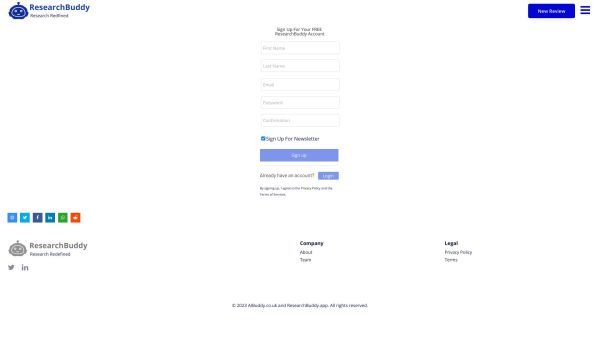 ResearchBuddy
Research Redfined
New Review
Sign Up For Your FREE
ResearchBuddy Account
First Name
Last Name
Email
Password
Confirmation
Sign Up For Newsletter
Sign up
Already have an account? Login
By signing up, I agree to the Privacy Policy and the
Terms of Services.
ResearchBuddy
Research Redfined
Company
About
Team
Legal
Privacy Policy
Terms
© 2023 AIBuddy.co.uk and ResearchBuddy.app. All rights reserved.